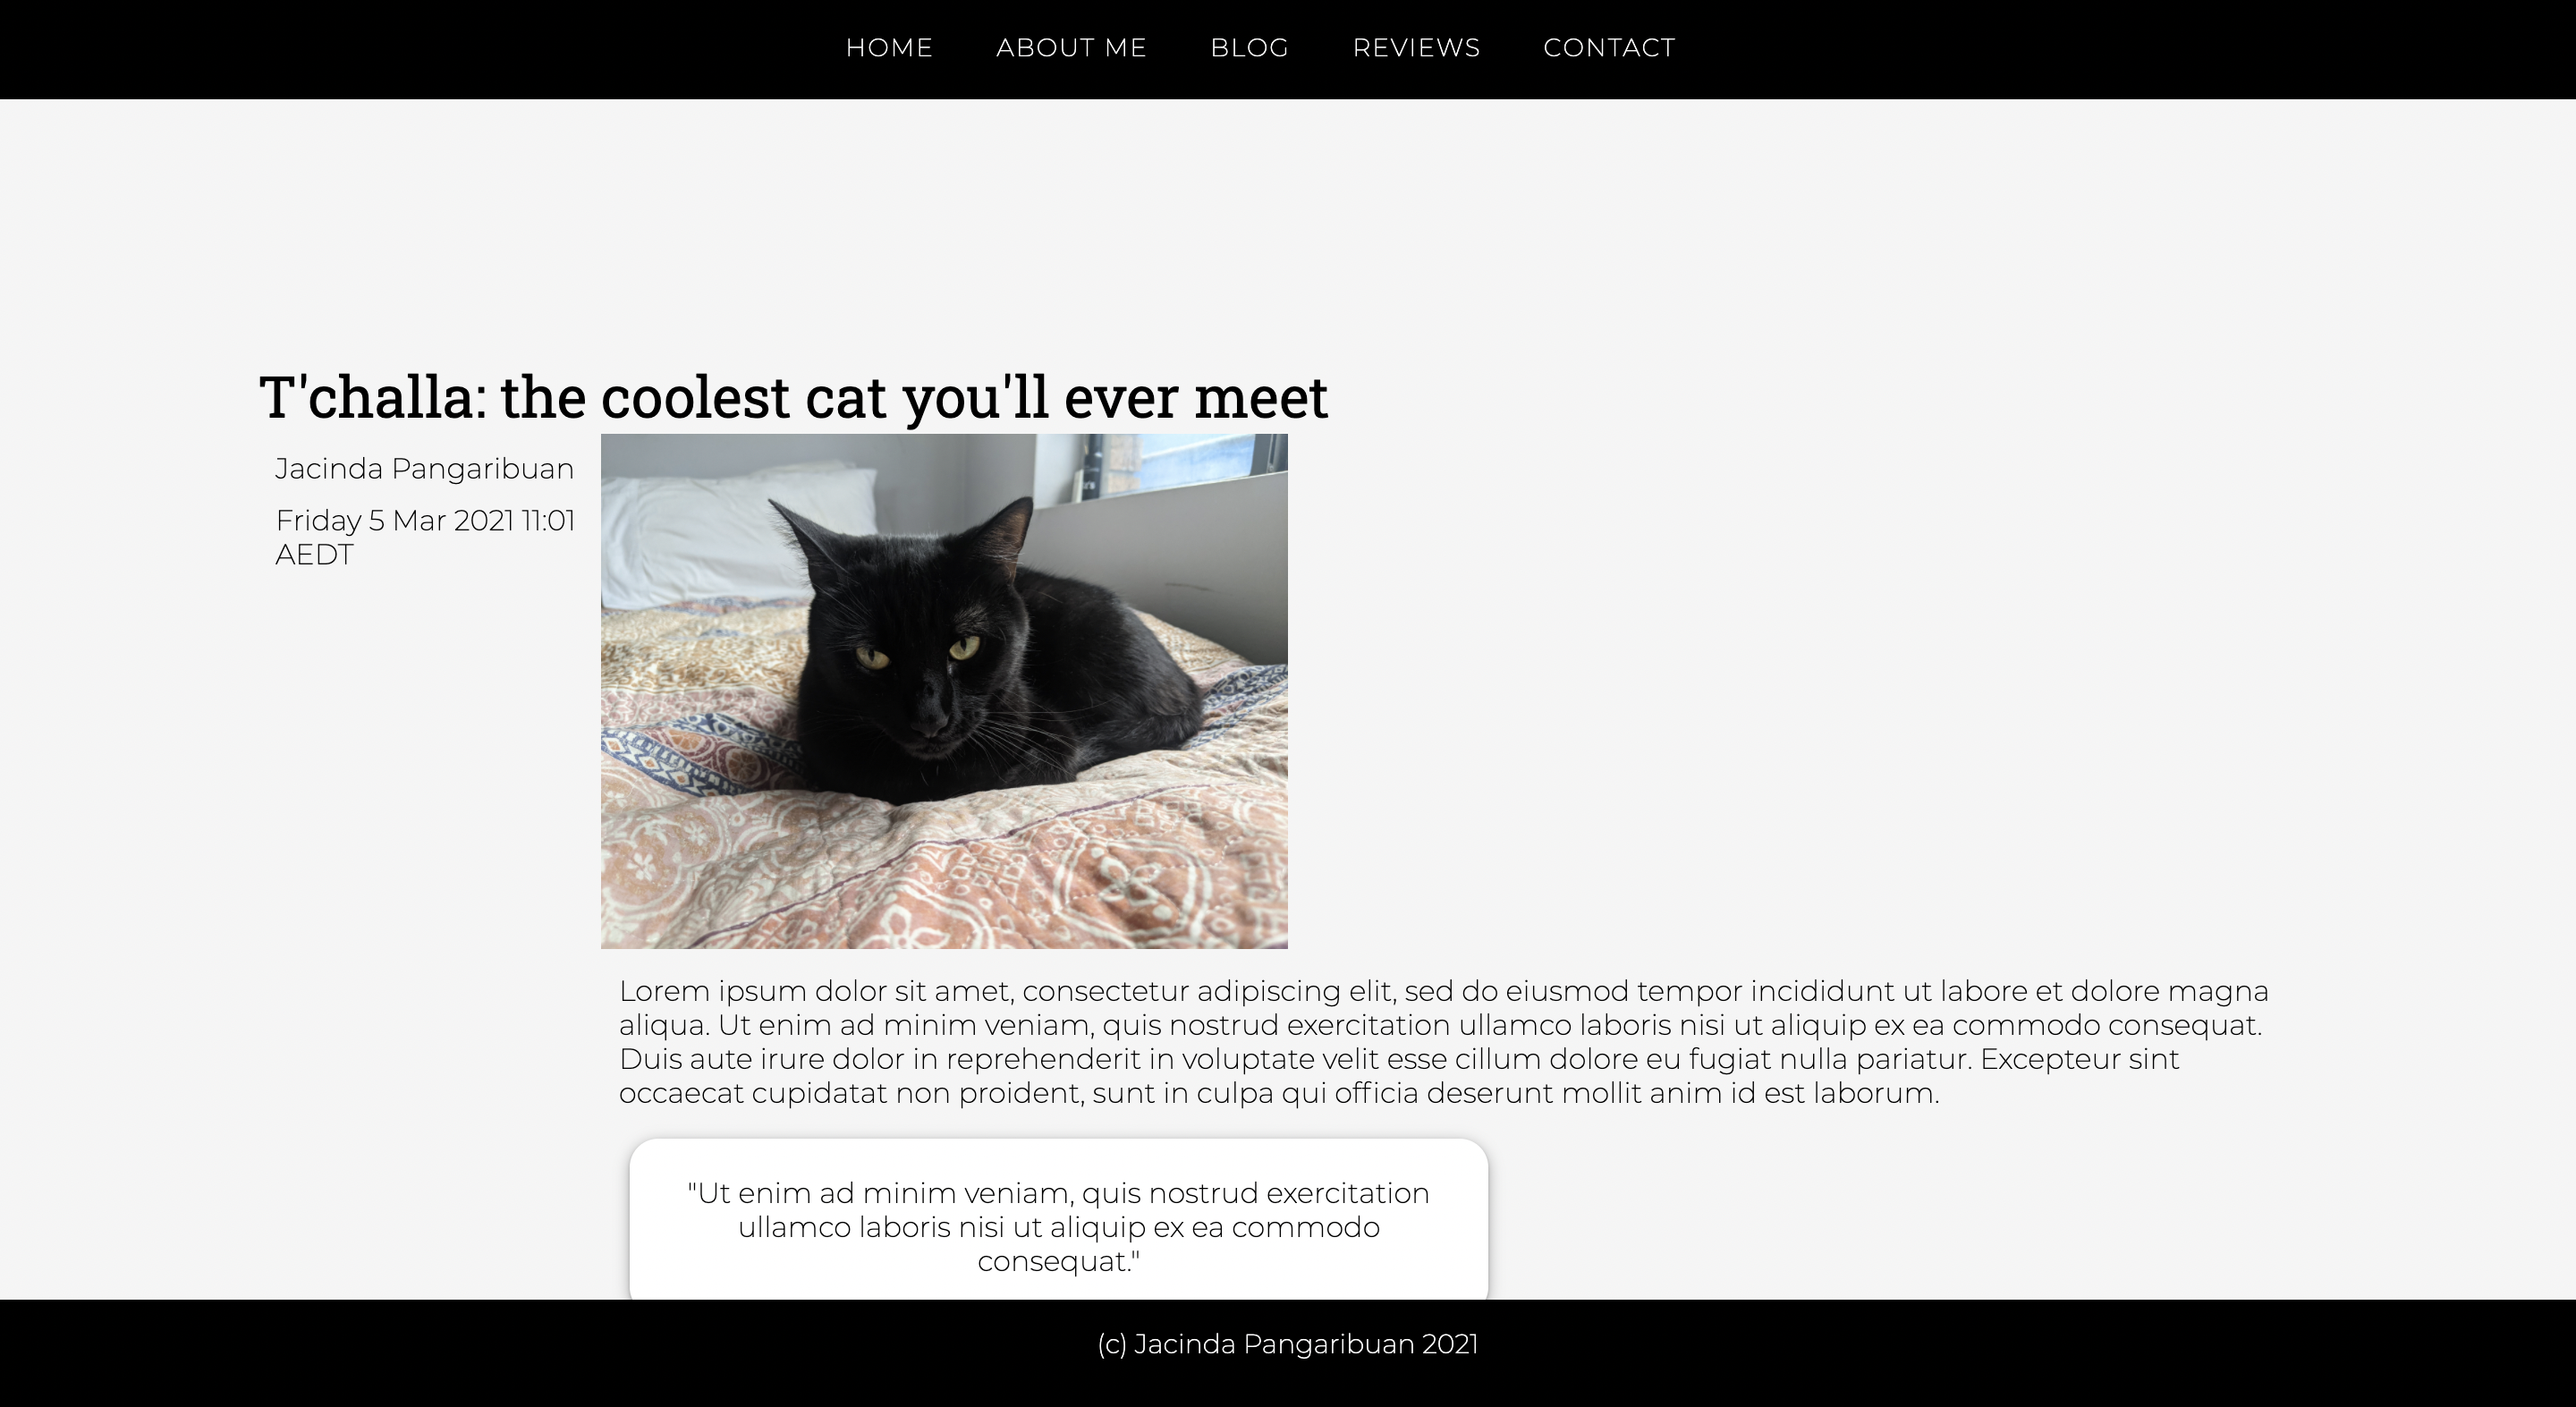 HOME ABOUT ME BLOG REVIEWS CONTACT
T'challa: the coolest cat you'll ever meet
Jacinda Pangaribuan
Friday 5 Mar 2021 11:01
AEDT
Lorem ipsum dolor sit amet, consectetur adipiscing elit, sed do eiusmod tempor incididunt ut labore et dolore magna
aliqua. Ut enim ad minim veniam, quis nostrud exercitation ullamco laboris nisi ut aliquip ex ea commodo consequat.
Duis aute irure dolor in reprehenderit in voluptate velit esse cillum dolore eu fugiat nulla pariatur. Excepteur sint
occaecat cupidatat non proident, sunt in culpa qui officia deserunt mollit anim id est laborum.
"Ut enim ad minim veniam, quis nostrud exercitation
ullamco laboris nisi ut aliquip ex ea commodo
consequat."
(c) Jacinda Pangaribuan 2021